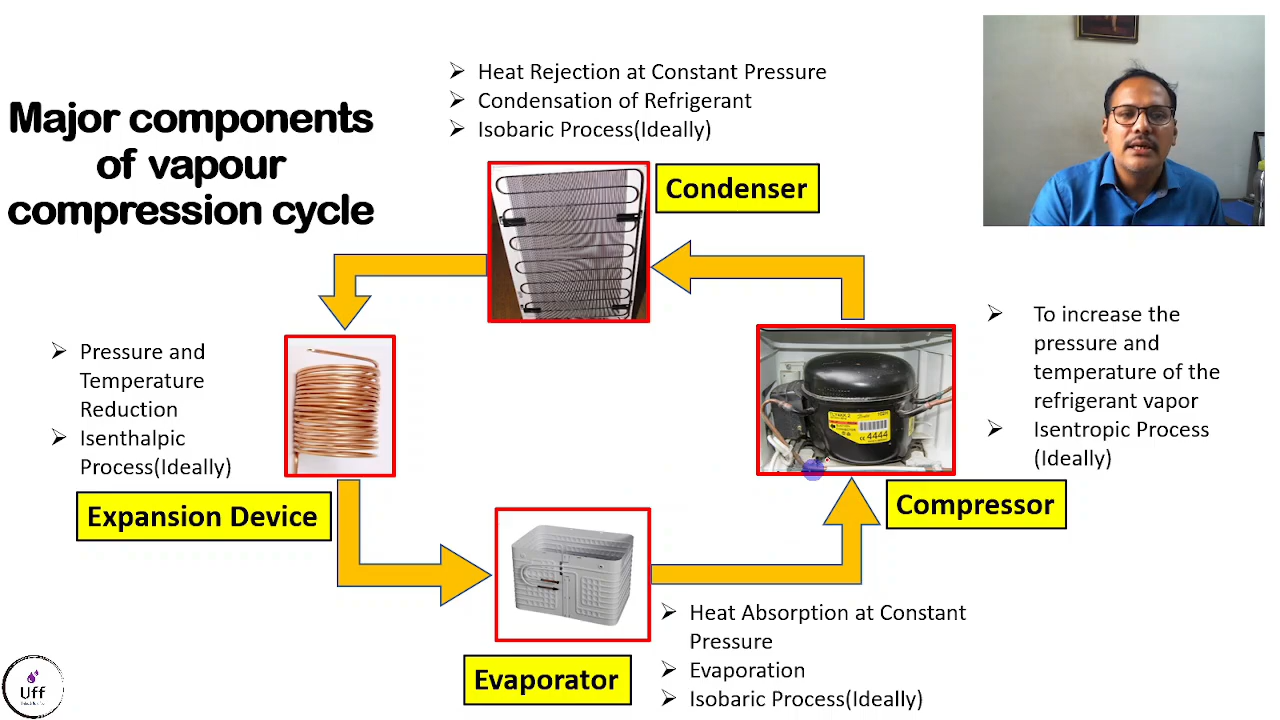 Major components
of vapour
compression cycle
➢ Heat Rejection at Constant Pressure
➢ Condensation of Refrigerant
➢ Isobaric Process(Ideally)
Condenser
➢ Pressure and
Temperature
Reduction
➢ Isenthalpic
Process(Ideally)
Expansion Device
➢ To increase the
pressure and
temperature of the
refrigerant vapor
➢ Isentropic Process
(Ideally)
4444
Compressor
Evaporator
➢ Heat Absorption at Constant
Pressure
➢ Evaporation
➢ Isobaric Process(Ideally)
Uff